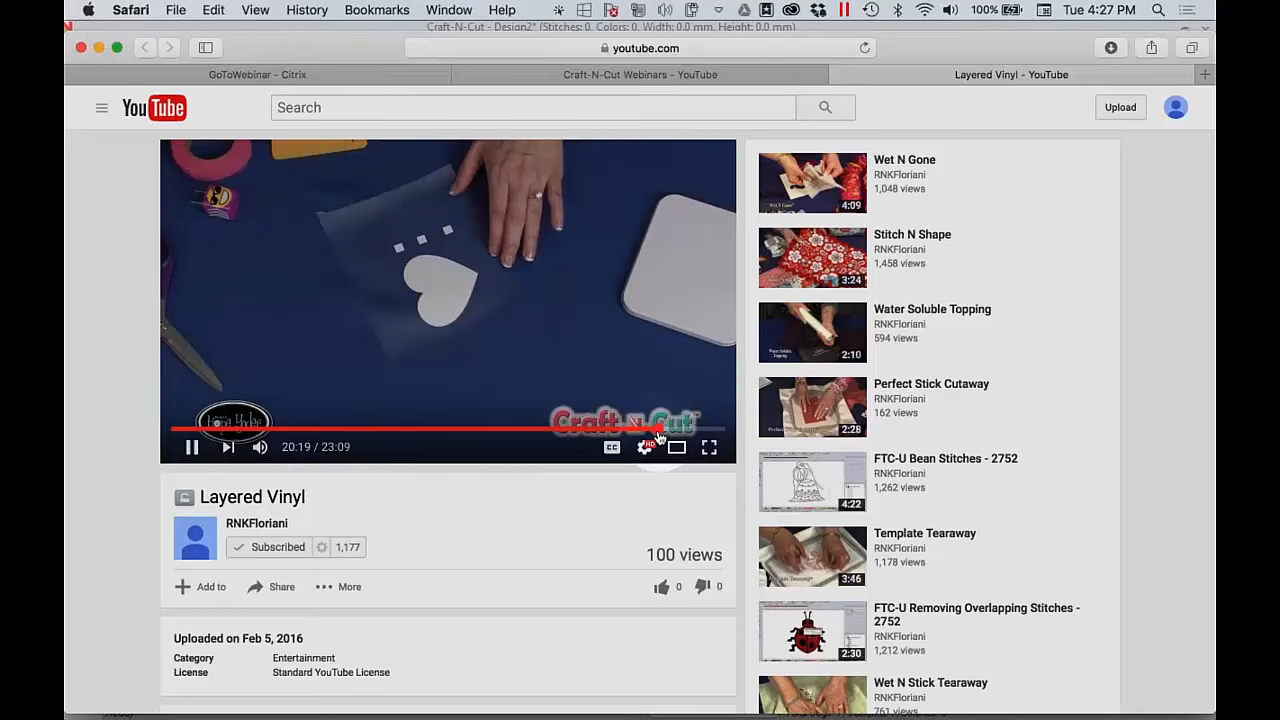 Safari File Edit View History Bookmarks Window Help 100% Tue 4:27 PM
Craft-N-Cut - Design2* (Stitches: 0, Colors: 0, Width: 0.0 mm, Height: 0.0 mm)
youtube.com
GoToWebinar - Citrix
Craft-N-Cut Webinars - YouTube
Layered Vinyl - YouTube
YouTube
Search
Upload
Craft-n-Cut
20:19 / 23:09
CC
HD
Layered Vinyl
RNKFloriani
Subscribed 1,177
100 views
Add to
Share
More
0
0
Uploaded on Feb 5, 2016
Category Entertainment
License Standard YouTube License
Wet N Gone
RNKFloriani
1,048 views
4:09
Stitch N Shape
RNKFloriani
1,458 views
3:24
Water Soluble Topping
RNKFloriani
594 views
2:10
Perfect Stick Cutaway
RNKFloriani
162 views
2:28
FTC-U Bean Stitches - 2752
RNKFloriani
1,262 views
4:22
Template Tearaway
RNKFloriani
1,178 views
3:46
FTC-U Removing Overlapping Stitches -
2752
RNKFloriani
1,212 views
2:30
Wet N Stick Tearaway
RNKFloriani
761 views